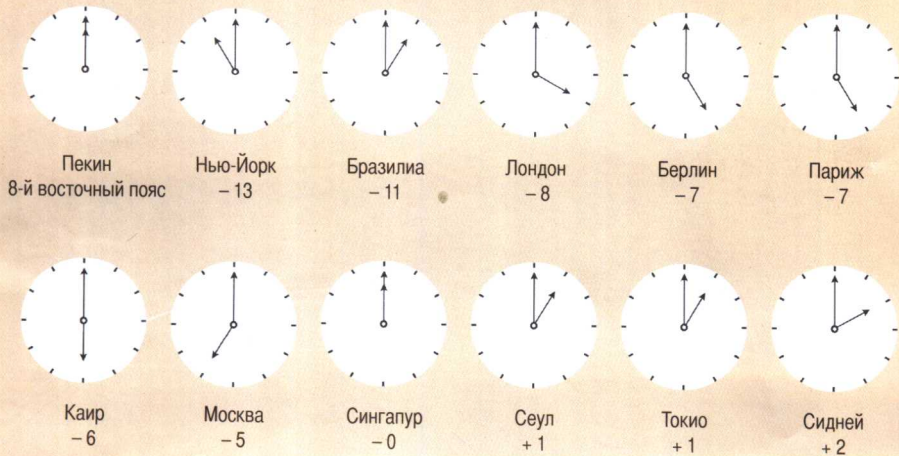 Пекин
8-й восточный пояс
Нью-Йорк
– 13
Бразилиа
– 11
Лондон
– 8
Берлин
– 7
Париж
– 7
Каир
– 6
Москва
– 5
Сингапур
– 0
Сеул
+ 1
Токио
+ 1
Сидней
+ 2